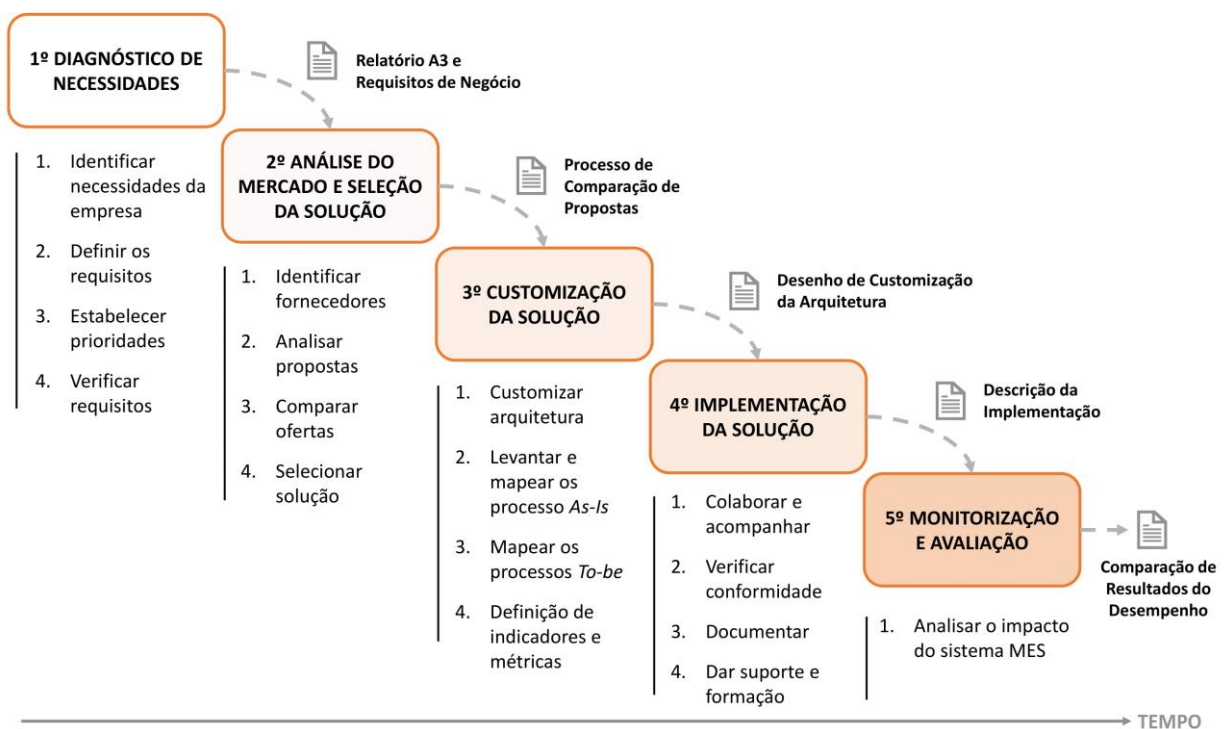 1º DIAGNÓSTICO DE
NECESSIDADES
1. Identificar
necessidades da
empresa
2. Definir os
requisitos
3. Estabelecer
prioridades
4. Verificar
requisitos
Relatório A3 e
Requisitos de Negócio
2º ANÁLISE DO
MERCADO E SELEÇÃO
DA SOLUÇÃO
1. Identificar
fornecedores
2. Analisar
propostas
3. Comparar
ofertas
4. Selecionar
solução
Processo de
Comparação de
Propostas
3º CUSTOMIZAÇÃO
DA SOLUÇÃO
1. Customizar
arquitetura
2. Levantar e
mapear os
processo As-Is
3. Mapear os
processos To-be
4. Definição de
indicadores e
métricas
Desenho de Customização
da Arquitetura
4º IMPLEMENTAÇÃO
DA SOLUÇÃO
1. Colaborar e
acompanhar
2. Verificar
conformidade
3. Documentar
4. Dar suporte e
formação
Descrição da
Implementação
5º MONITORIZAÇÃO
E AVALIAÇÃO
1. Analisar o impacto
do sistema MES
Comparação de
Resultados do
Desempenho
TEMPO